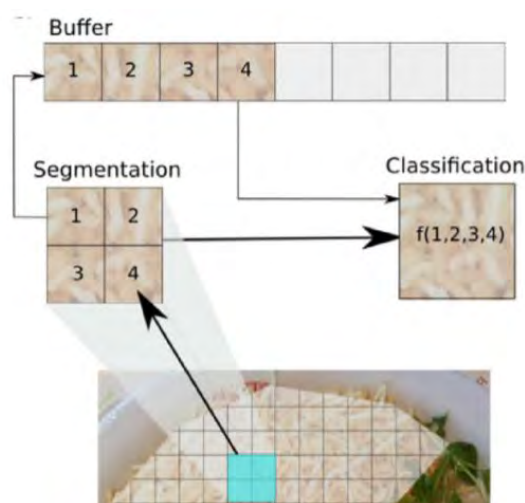 Buffer
1 2 3 4
Segmentation
Classification
1 2
f(1,2,3,4)
3 4